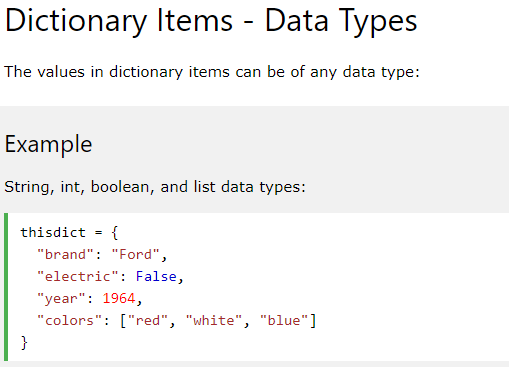 Dictionary Items - Data Types
The values in dictionary items can be of any data type:
Example
String, int, boolean, and list data types:
thisdict = {
  "brand": "Ford",
  "electric": False,
  "year": 1964,
  "colors": ["red", "white", "blue"]
}